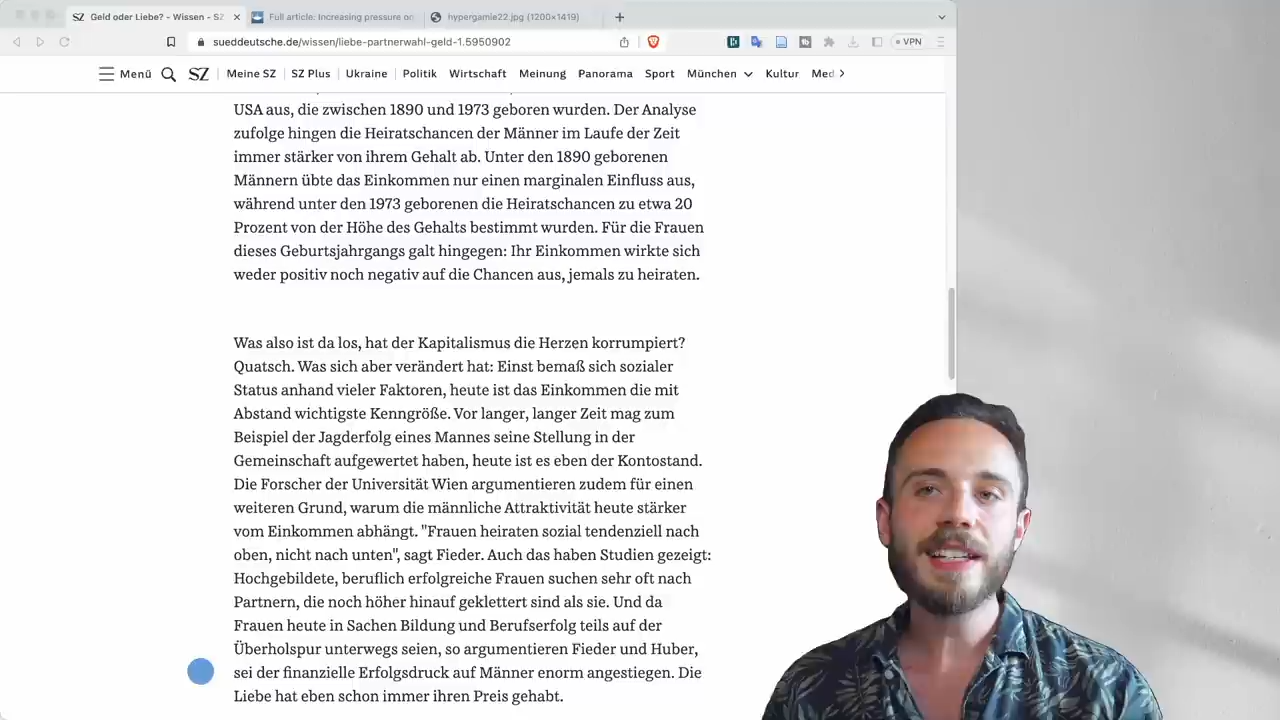 Geld oder Liebe? - Wissen - SZ
Full article: Increasing pressure on
hypergamie22.jpg (1200×1419)
sueddeutsche.de/wissen/liebe-partnerwahl-geld-1.5950902
VPN
Menü
SZ
Meine SZ
SZ Plus
Ukraine
Politik
Wirtschaft
Meinung
Panorama
Sport
München
Kultur
Med
USA aus, die zwischen 1890 und 1973 geboren wurden. Der Analyse
zufolge hingen die Heiratschancen der Männer im Laufe der Zeit
immer stärker von ihrem Gehalt ab. Unter den 1890 geborenen
Männern übte das Einkommen nur einen marginalen Einfluss aus,
während unter den 1973 geborenen die Heiratschancen zu etwa 20
Prozent von der Höhe des Gehalts bestimmt wurden. Für die Frauen
dieses Geburtsjahrgangs galt hingegen: Ihr Einkommen wirkte sich
weder positiv noch negativ auf die Chancen aus, jemals zu heiraten.
Was also ist da los, hat der Kapitalismus die Herzen korrumpiert?
Quatsch. Was sich aber verändert hat: Einst bemaß sich sozialer
Status anhand vieler Faktoren, heute ist das Einkommen die mit
Abstand wichtigste Kenngröße. Vor langer, langer Zeit mag zum
Beispiel der Jagderfolg eines Mannes seine Stellung in der
Gemeinschaft aufgewertet haben, heute ist es eben der Kontostand.
Die Forscher der Universität Wien argumentieren zudem für einen
weiteren Grund, warum die männliche Attraktivität heute stärker
vom Einkommen abhängt. "Frauen heiraten sozial tendenziell nach
oben, nicht nach unten", sagt Fieder. Auch das haben Studien gezeigt:
Hochgebildete, beruflich erfolgreiche Frauen suchen sehr oft nach
Partnern, die noch höher hinauf geklettert sind als sie. Und da
Frauen heute in Sachen Bildung und Berufserfolg teils auf der
Überholspur unterwegs seien, so argumentieren Fieder und Huber,
sei der finanzielle Erfolgsdruck auf Männer enorm angestiegen. Die
Liebe hat eben schon immer ihren Preis gehabt.